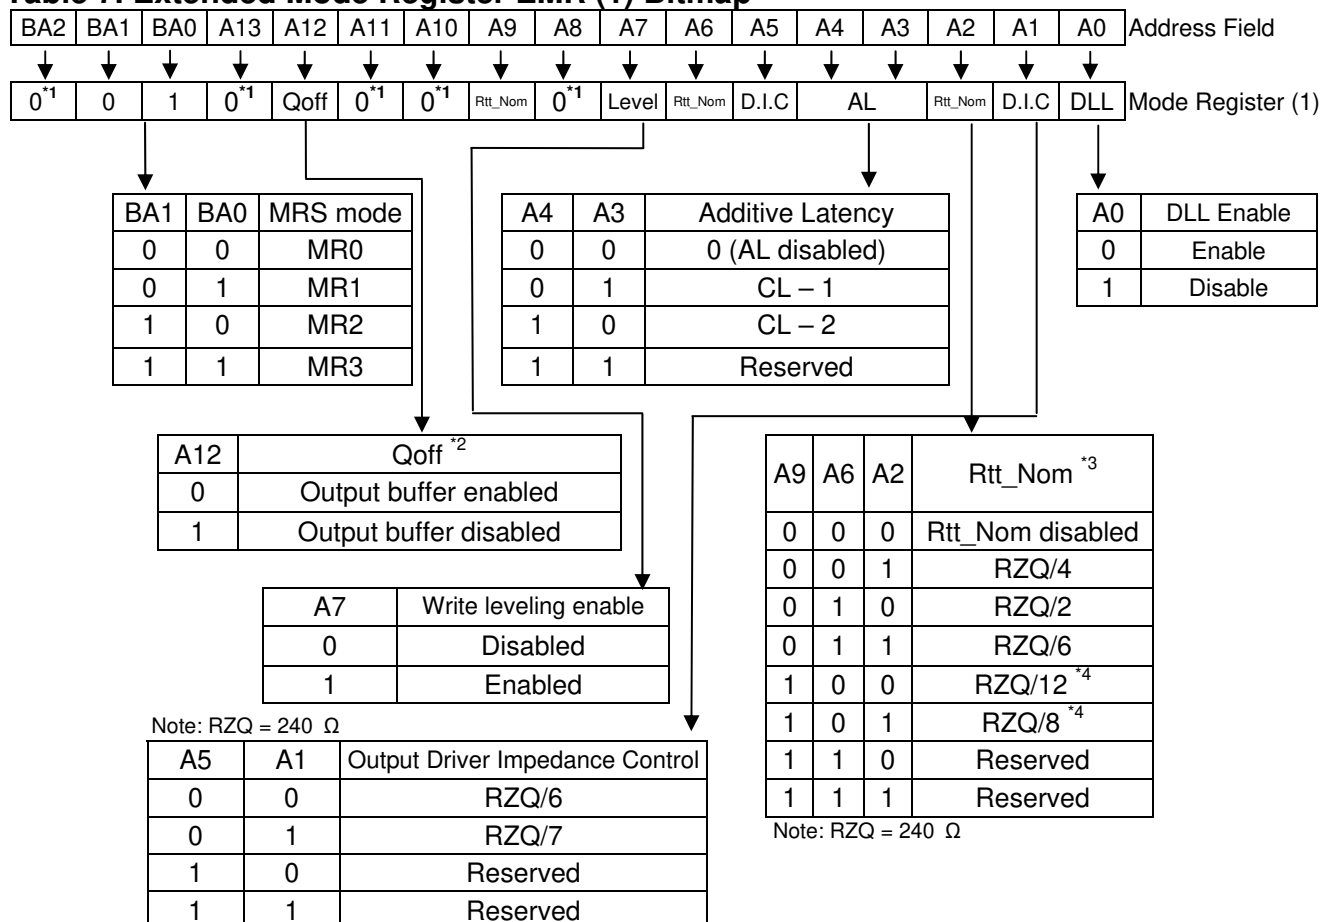 Table 7. Extended Mode Register EMR (1) Bitmap
BA2 BA1 BA0 A13 A12 A11 A10 A9 A8 A7 A6 A5 A4 A3 A2 A1 A0 Address Field
0*1 0 1 0*1 Qoff 0*1 0*1 Rtt_Nom 0*1 Level Rtt_Nom D.I.C AL Rtt_Nom D.I.C DLL Mode Register (1)
BA1 BA0 MRS mode
0 0 MR0
0 1 MR1
1 0 MR2
1 1 MR3
A4 A3 Additive Latency
0 0 0 (AL disabled)
0 1 CL – 1
1 0 CL – 2
1 1 Reserved
A0 DLL Enable
0 Enable
1 Disable
A12 Qoff *2
0 Output buffer enabled
1 Output buffer disabled
A7 Write leveling enable
0 Disabled
1 Enabled
Note: RZQ = 240 Ω
A5 A1 Output Driver Impedance Control
0 0 RZQ/6
0 1 RZQ/7
1 0 Reserved
1 1 Reserved
A9 A6 A2 Rtt_Nom *3
0 0 0 Rtt_Nom disabled
0 0 1 RZQ/4
0 1 0 RZQ/2
0 1 1 RZQ/6
1 0 0 RZQ/12 *4
1 0 1 RZQ/8 *4
1 1 0 Reserved
1 1 1 Reserved
Note: RZQ = 240 Ω